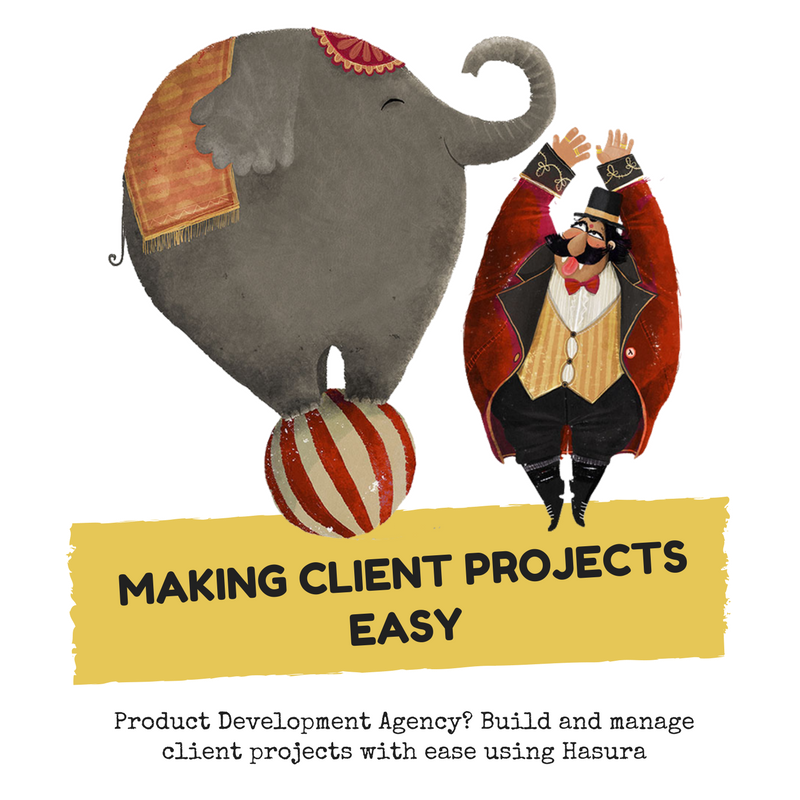 MAKING CLIENT PROJECTS
EASY
Product Development Agency? Build and manage
client projects with ease using Hasura